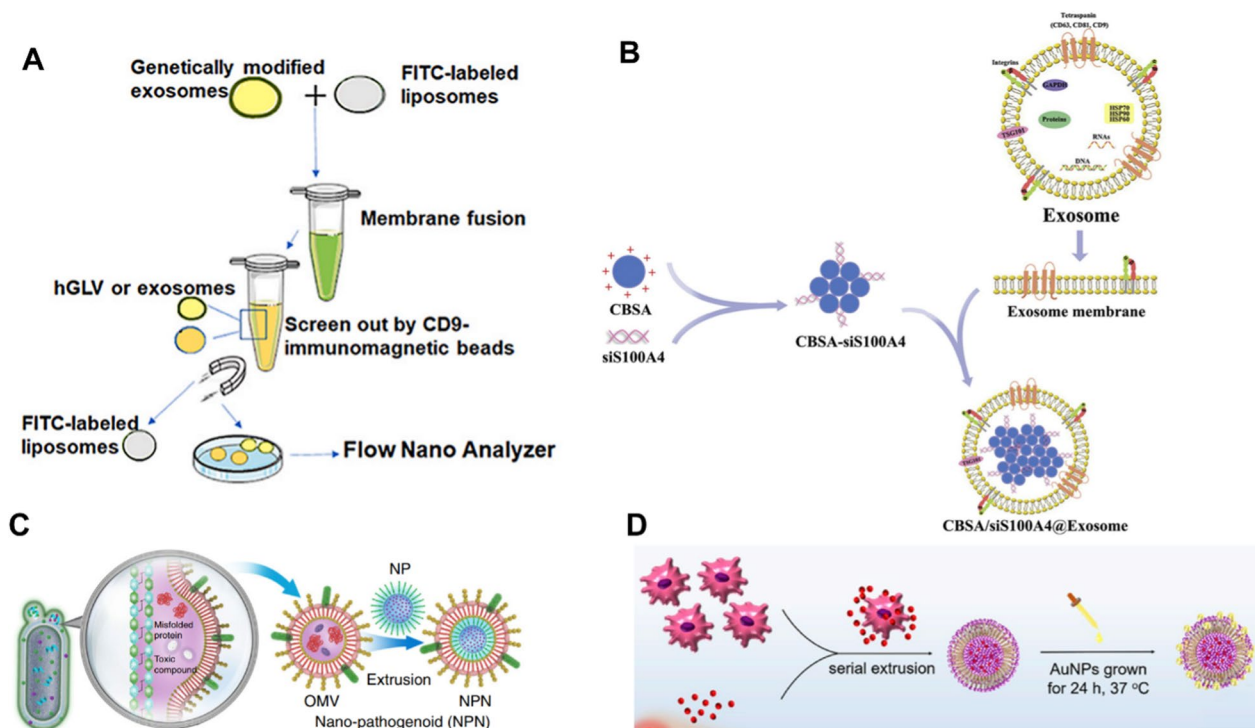 A
Genetically modified
exosomes
+
FITC-labeled
liposomes
Membrane fusion
hGLV or exosomes
Screen out by CD9-
immunomagnetic beads
FITC-labeled
liposomes
Flow Nano Analyzer
B
Tetraspanin
(CD63, CD81, CD9)
Integrins
GAPDH
Proteins
HSP70
HSP90
HSP60
TSG101
RNAs
DNA
Exosome
Exosome membrane
CBSA
siS100A4
CBSA-siS100A4
TSG101
CBSA/siS100A4@Exosome
C
Misfolded
protein
Toxic
compound
NP
Extrusion
OMV
NPN
Nano-pathogenoid (NPN)
D
serial extrusion
AuNPs grown
for 24 h, 37 °C